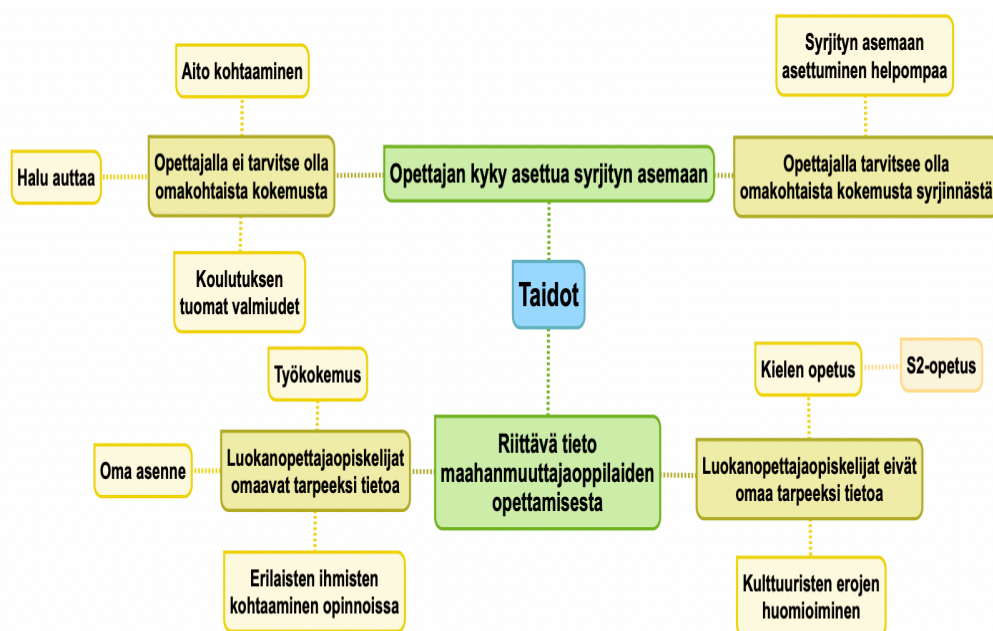 Aito kohtaaminen
Syrjityn asemaan
asettuminen helpompaa
Halu auttaa
Opettajalla ei tarvitse olla
omakohtaista kokemusta
Opettajan kyky asettua syrjityn asemaan
Opettajalla tarvitsee olla
omakohtaista kokemusta syrjinnästä
Koulutuksen
tuomat valmiudet
Taidot
Työkokemus
Kielen opetus
S2-opetus
Oma asenne
Luokanopettajaopiskelijat
omaavat tarpeeksi tietoa
Riittävä tieto
maahanmuuttajaoppilaiden
opettamisesta
Luokanopettajaopiskelijat eivät
omaa tarpeeksi tietoa
Erilaisten ihmisten
kohtaaminen opinnoissa
Kulttuuristen erojen
huomioiminen